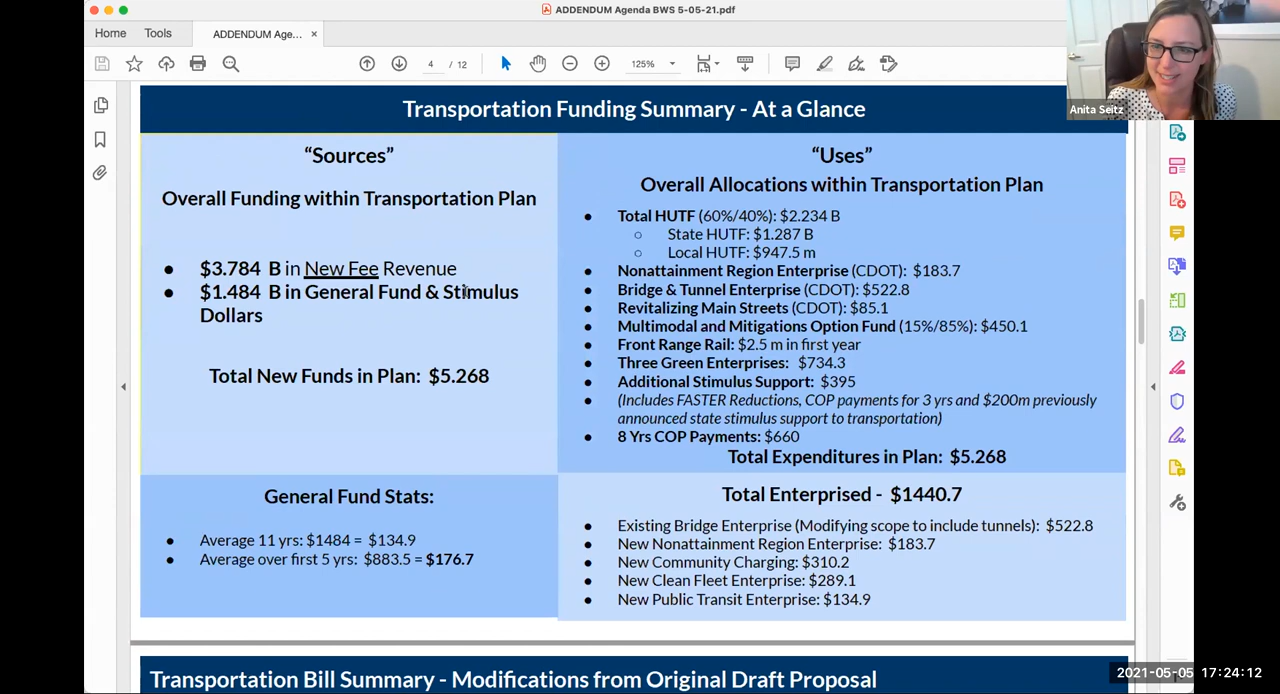 ADDENDUM Agenda BWS 5-05-21.pdf
Home
Tools
ADDENDUM Age...
4 / 12
125%
Anita Seitz
Transportation Funding Summary - At a Glance
“Sources”
Overall Funding within Transportation Plan
● $3.784 B in New Fee Revenue
● $1.484 B in General Fund & Stimulus
Dollars
Total New Funds in Plan: $5.268
“Uses”
Overall Allocations within Transportation Plan
● Total HUTF (60%/40%): $2.234 B
○ State HUTF: $1.287 B
○ Local HUTF: $947.5 m
● Nonattainment Region Enterprise (CDOT): $183.7
● Bridge & Tunnel Enterprise (CDOT): $522.8
● Revitalizing Main Streets (CDOT): $85.1
● Multimodal and Mitigations Option Fund (15%/85%): $450.1
● Front Range Rail: $2.5 m in first year
● Three Green Enterprises: $734.3
● Additional Stimulus Support: $395
● (Includes FASTER Reductions, COP payments for 3 yrs and $200m previously
announced state stimulus support to transportation)
● 8 Yrs COP Payments: $660
Total Expenditures in Plan: $5.268
General Fund Stats:
● Average 11 yrs: $1484 = $134.9
● Average over first 5 yrs: $883.5 = $176.7
Total Enterprised - $1440.7
● Existing Bridge Enterprise (Modifying scope to include tunnels): $522.8
● New Nonattainment Region Enterprise: $183.7
● New Community Charging: $310.2
● New Clean Fleet Enterprise: $289.1
● New Public Transit Enterprise: $134.9
Transportation Bill Summary - Modifications from Original Draft Proposal
2021-05-05 17:24:12